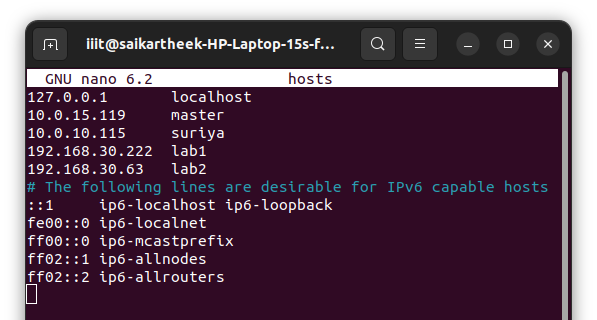 iiit@saikartheek-HP-Laptop-15s-f...
GNU nano 6.2 hosts
127.0.0.1 localhost
10.0.15.119 master
10.0.10.115 suriya
192.168.30.222 lab1
192.168.30.63 lab2
# The following lines are desirable for IPv6 capable hosts
::1 ip6-localhost ip6-loopback
fe00::0 ip6-localnet
ff00::0 ip6-mcastprefix
ff02::1 ip6-allnodes
ff02::2 ip6-allrouters